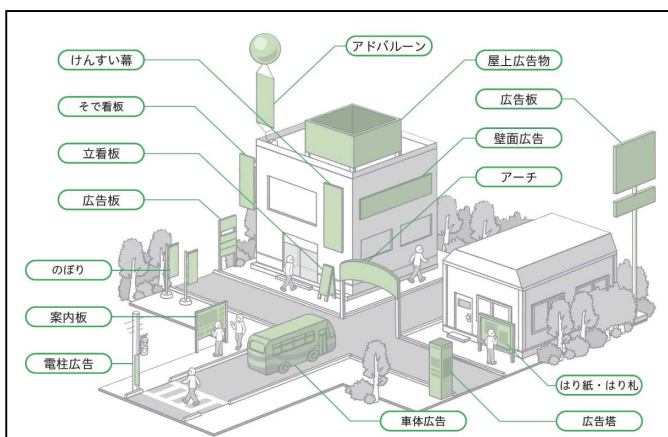 アドバルーン
けんすい幕
屋上広告物
そで看板
広告板
立看板
壁面広告
広告板
アーチ
のぼり
案内板
電柱広告
はり紙・はり札
車体広告
広告塔